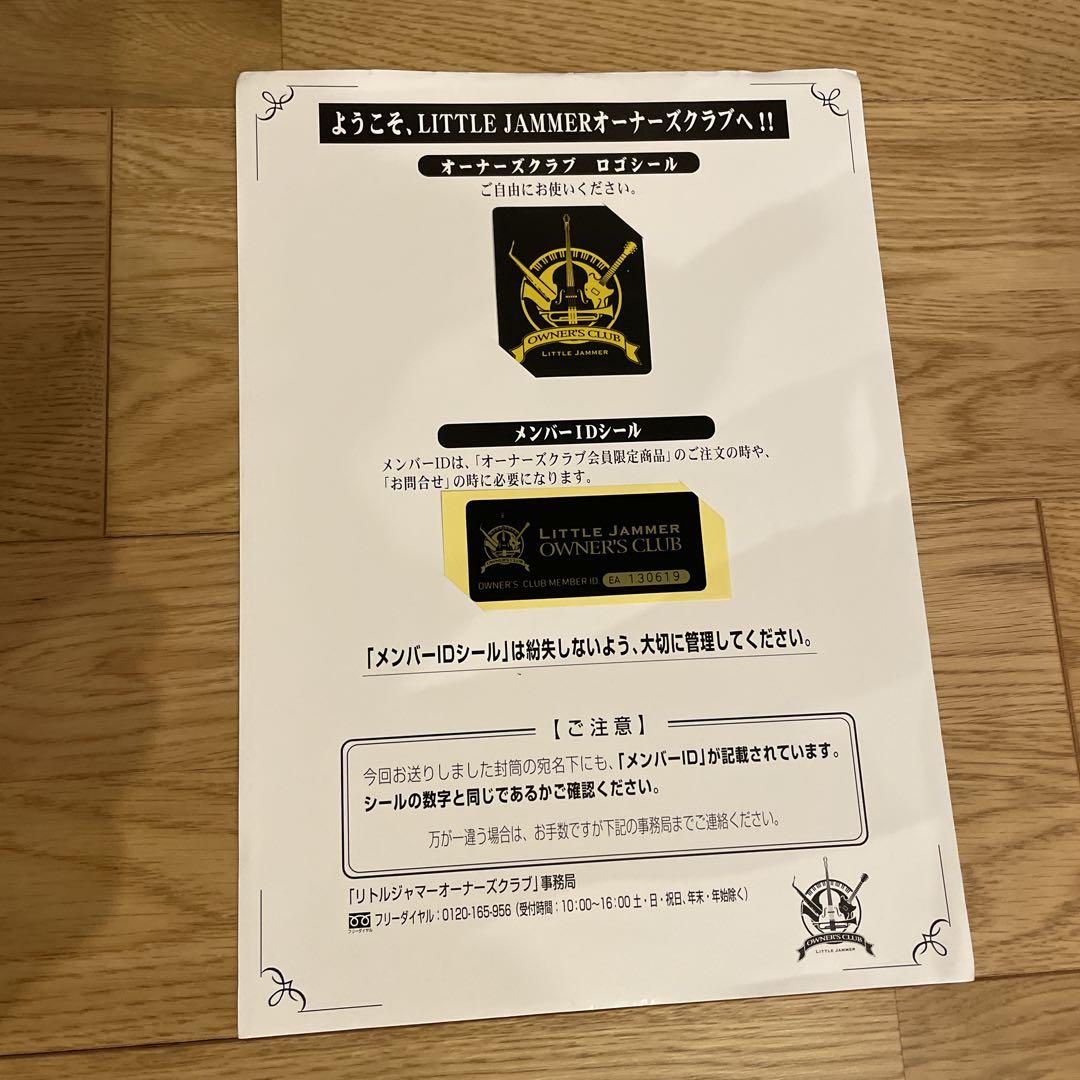 ようこそ、LITTLE JAMMERオーナーズクラブへ!!
オーナーズクラブ ロゴシール
ご自由にお使いください。
OWNER'S CLUB
LITTLE JAMMER
メンバーIDシール
メンバーIDは、「オーナーズクラブ会員限定商品」のご注文の時や、
「お問合せ」の時に必要になります。
LITTLE JAMMER
OWNER'S CLUB
OWNER'S CLUB
OWNER'S CLUB MEMBER ID EA 130619
「メンバーIDシール」は紛失しないよう、大切に管理してください。
【ご注意】
今回お送りしました封筒の宛名下にも、「メンバーID」が記載されています。
シールの数字と同じであるかご確認ください。
万が一違う場合は、お手数ですが下記の事務局までご連絡ください。
「リトルジャマーオーナーズクラブ」事務局
フリーダイヤル:0120-165-956(受付時間:10:00〜16:00 土・日・祝日、年末・年始除く)
フリーダイヤル
OWNER'S CLUB
LITTLE JAMMER